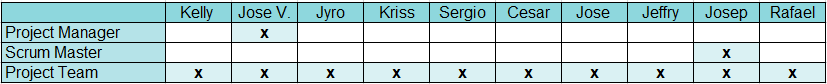 Kelly Jose V. Jyro Kriss Sergio Cesar Jose Jeffry Josep Rafael
Project Manager x
Scrum Master x
Project Team x x x x x x x x x x